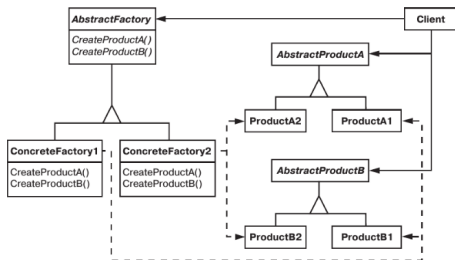 AbstractFactory
CreateProductA()
CreateProductB()
Client
AbstractProductA
ProductA2
ProductA1
ConcreteFactory1
CreateProductA()
CreateProductB()
ConcreteFactory2
CreateProductA()
CreateProductB()
AbstractProductB
ProductB2
ProductB1